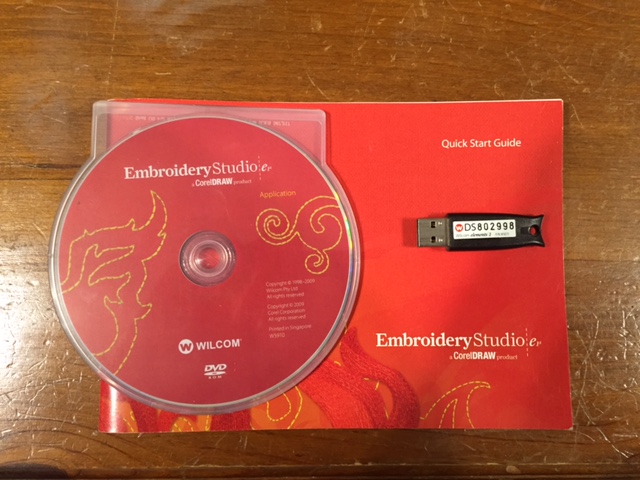 EmbroideryStudio e
a CorelDRAW product
Application
Copyright © 1998-2009
Wilcom Pty Ltd
All rights reserved
Copyright © 2009
Corel Corporation
All rights reserved
Printed in Singapore
WILCOM
DVD
ROM
Quick Start Guide
DS802998
EmbroideryStudio e
a CorelDRAW product